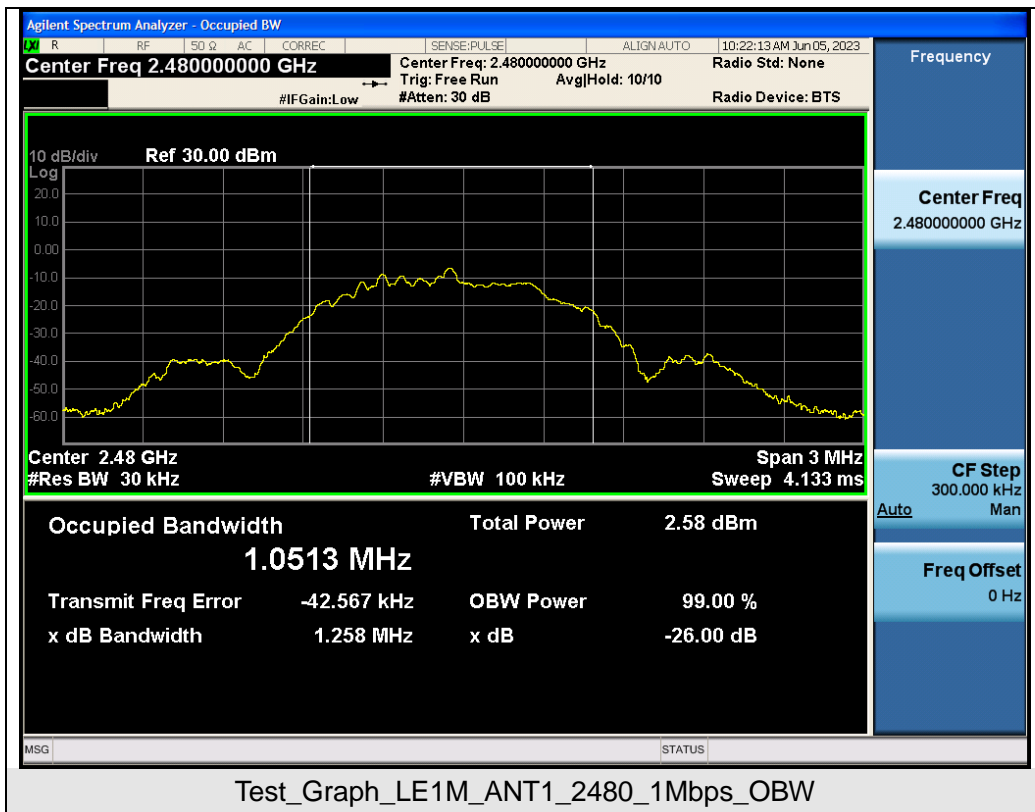 Agilent Spectrum Analyzer - Occupied BW
LXI R RF 50 Ω AC CORREC SENSE:PULSE ALIGN AUTO 10:22:13 AM Jun 05, 2023
Center Freq 2.480000000 GHz
Center Freq: 2.480000000 GHz Radio Std: None
Trig: Free Run Avg|Hold: 10/10
#IFGain:Low #Atten: 30 dB Radio Device: BTS
10 dB/div Ref 30.00 dBm
Log
20.0
10.0
0.00
-10.0
-20.0
-30.0
-40.0
-50.0
-60.0
Center 2.48 GHz Span 3 MHz
#Res BW 30 kHz #VBW 100 kHz Sweep 4.133 ms
Occupied Bandwidth Total Power 2.58 dBm
1.0513 MHz
Transmit Freq Error -42.567 kHz OBW Power 99.00 %
x dB Bandwidth 1.258 MHz x dB -26.00 dB
Frequency
Center Freq
2.480000000 GHz
CF Step
300.000 kHz
Auto Man
Freq Offset
0 Hz
MSG STATUS
Test_Graph_LE1M_ANT1_2480_1Mbps_OBW